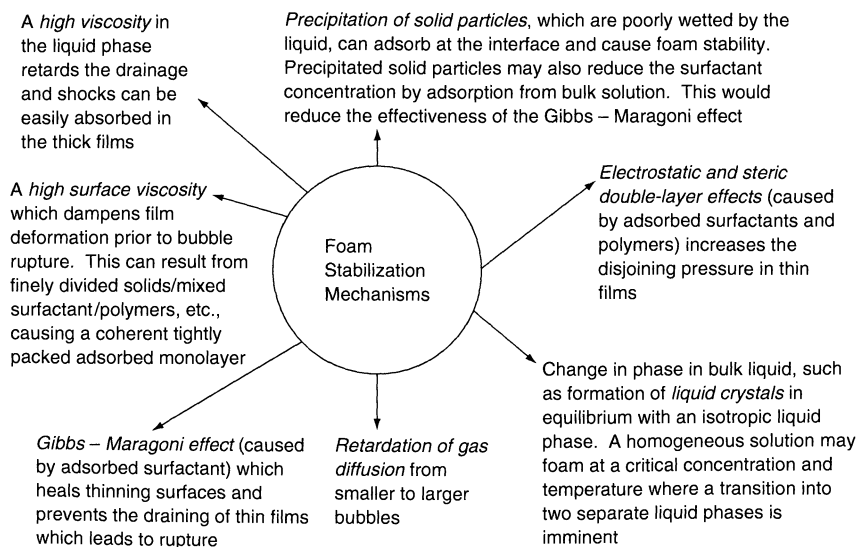 A high viscosity in
the liquid phase
retards the drainage
and shocks can be
easily absorbed in
the thick films
Precipitation of solid particles, which are poorly wetted by the
liquid, can adsorb at the interface and cause foam stability.
Precipitated solid particles may also reduce the surfactant
concentration by adsorption from bulk solution. This would
reduce the effectiveness of the Gibbs – Maragoni effect
A high surface viscosity
which dampens film
deformation prior to bubble
rupture. This can result from
finely divided solids/mixed
surfactant/polymers, etc.,
causing a coherent tightly
packed adsorbed monolayer
Foam
Stabilization
Mechanisms
Electrostatic and steric
double-layer effects (caused
by adsorbed surfactants and
polymers) increases the
disjoining pressure in thin
films
Gibbs – Maragoni effect (caused
by adsorbed surfactant) which
heals thinning surfaces and
prevents the draining of thin films
which leads to rupture
Retardation of gas
diffusion from
smaller to larger
bubbles
Change in phase in bulk liquid, such
as formation of liquid crystals in
equilibrium with an isotropic liquid
phase. A homogeneous solution may
foam at a critical concentration and
temperature where a transition into
two separate liquid phases is
imminent